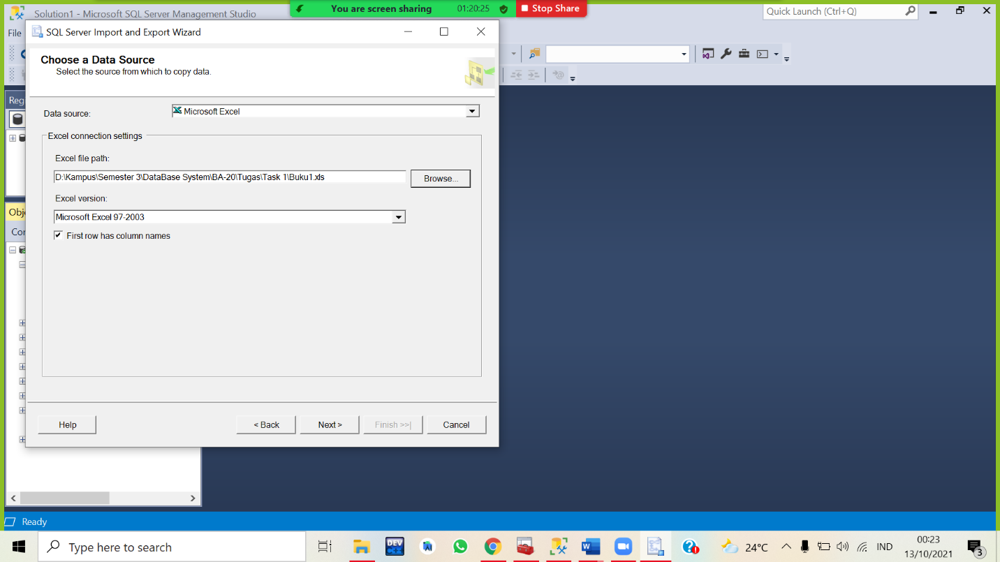 Solution1 - Microsoft SQL Server Management Studio
You are screen sharing 01:20:25 Stop Share
Quick Launch (Ctrl+Q)
File
SQL Server Import and Export Wizard
Choose a Data Source
Select the source from which to copy data.
Reg
Data source: Microsoft Excel
Excel connection settings
Excel file path:
D:\Kampus\Semester 3\DataBase System\BA-20\Tugas\Task 1\Buku1.xls
Browse...
Excel version:
Obje
Microsoft Excel 97-2003
Con
First row has column names
Help < Back Next > Finish >>| Cancel
Ready
Type here to search
DEV C++
24°C
IND
00:23
13/10/2021
3